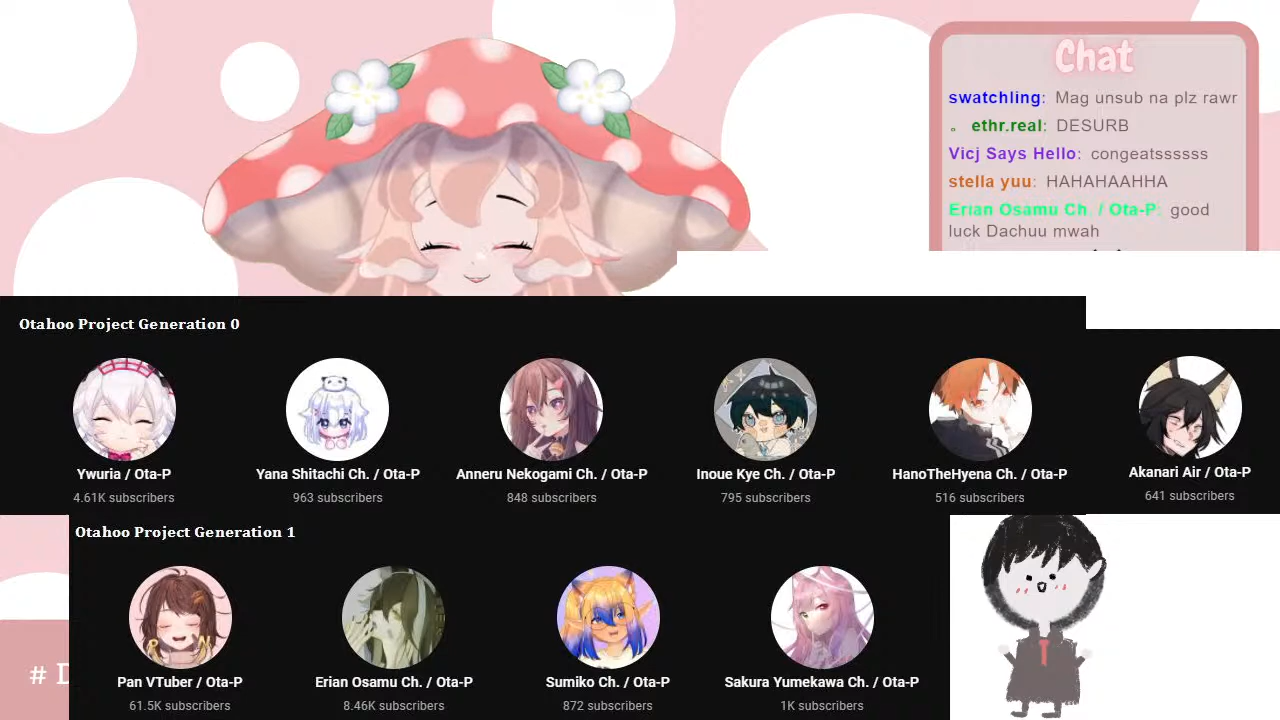 Chat
swatchling: Mag unsub na plz rawr
。 ethr.real: DESURB
Vicj Says Hello: congeatssssss
stella yuu: HAHAHAAHHA
Erian Osamu Ch. / Ota-P: good
luck Dachuu mwah
Otahoo Project Generation 0
Ywuria / Ota-P
4.61K subscribers
Yana Shitachi Ch. / Ota-P
963 subscribers
Anneru Nekogami Ch. / Ota-P
848 subscribers
Inoue Kye Ch. / Ota-P
795 subscribers
HanoTheHyena Ch. / Ota-P
516 subscribers
Akanari Air / Ota-P
641 subscribers
Otahoo Project Generation 1
Pan VTuber / Ota-P
61.5K subscribers
Erian Osamu Ch. / Ota-P
8.46K subscribers
Sumiko Ch. / Ota-P
872 subscribers
Sakura Yumekawa Ch. / Ota-P
1K subscribers